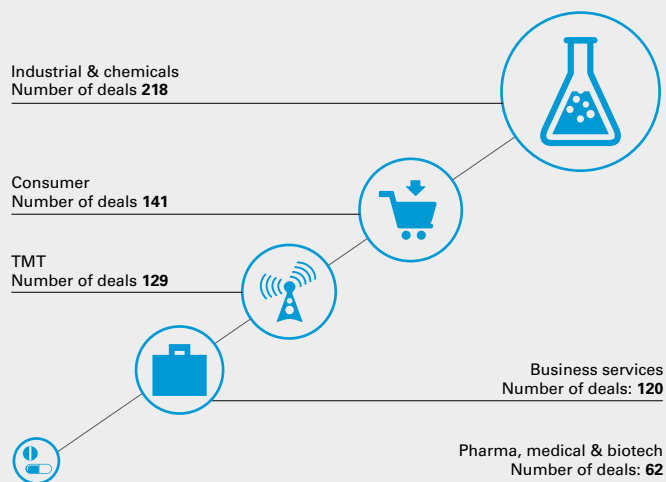 Industrial & chemicals
Number of deals 218
Consumer
Number of deals 141
TMT
Number of deals 129
Business services
Number of deals: 120
Pharma, medical & biotech
Number of deals: 62